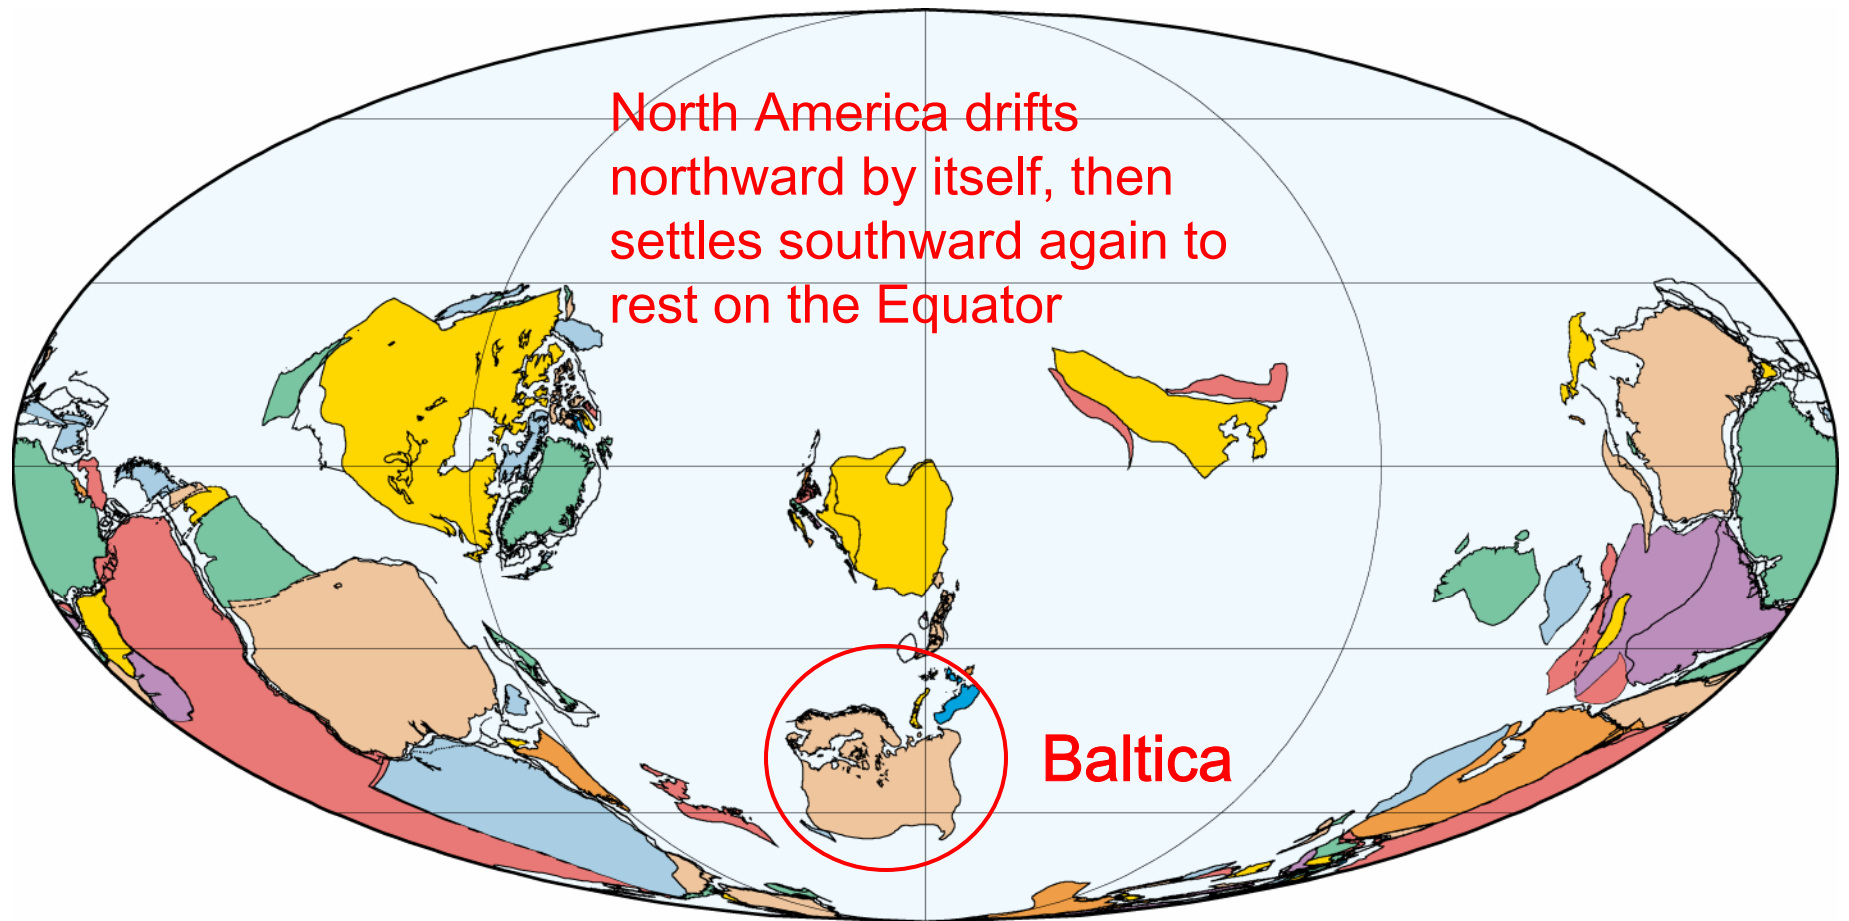 North America drifts
northward by itself, then
settles southward again to
rest on the Equator
Baltica